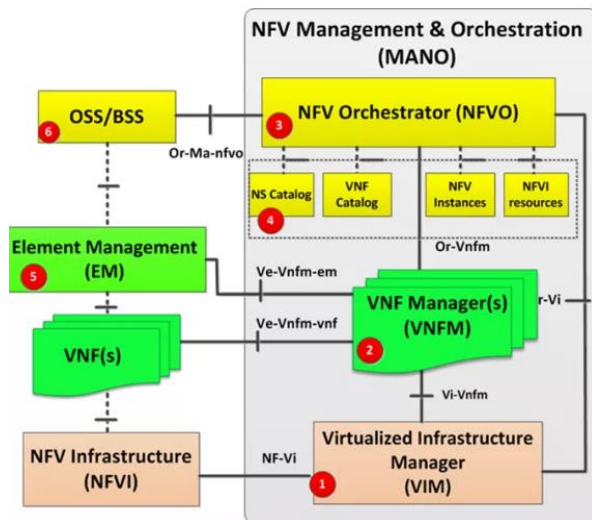 NFV Management & Orchestration
(MANO)
OSS/BSS
6
NFV Orchestrator (NFVO)
3
Or-Ma-nfvo
NS Catalog
4
VNF
Catalog
NFV
Instances
NFVI
resources
Or-Vnfm
Element Management
(EM)
5
Ve-Vnfm-em
VNF Manager(s)
(VNFM)
2
r-Vi
Ve-Vnfm-vnf
VNF(s)
Vi-Vnfm
NFV Infrastructure
(NFVI)
NF-Vi
Virtualized Infrastructure
Manager
(VIM)
1